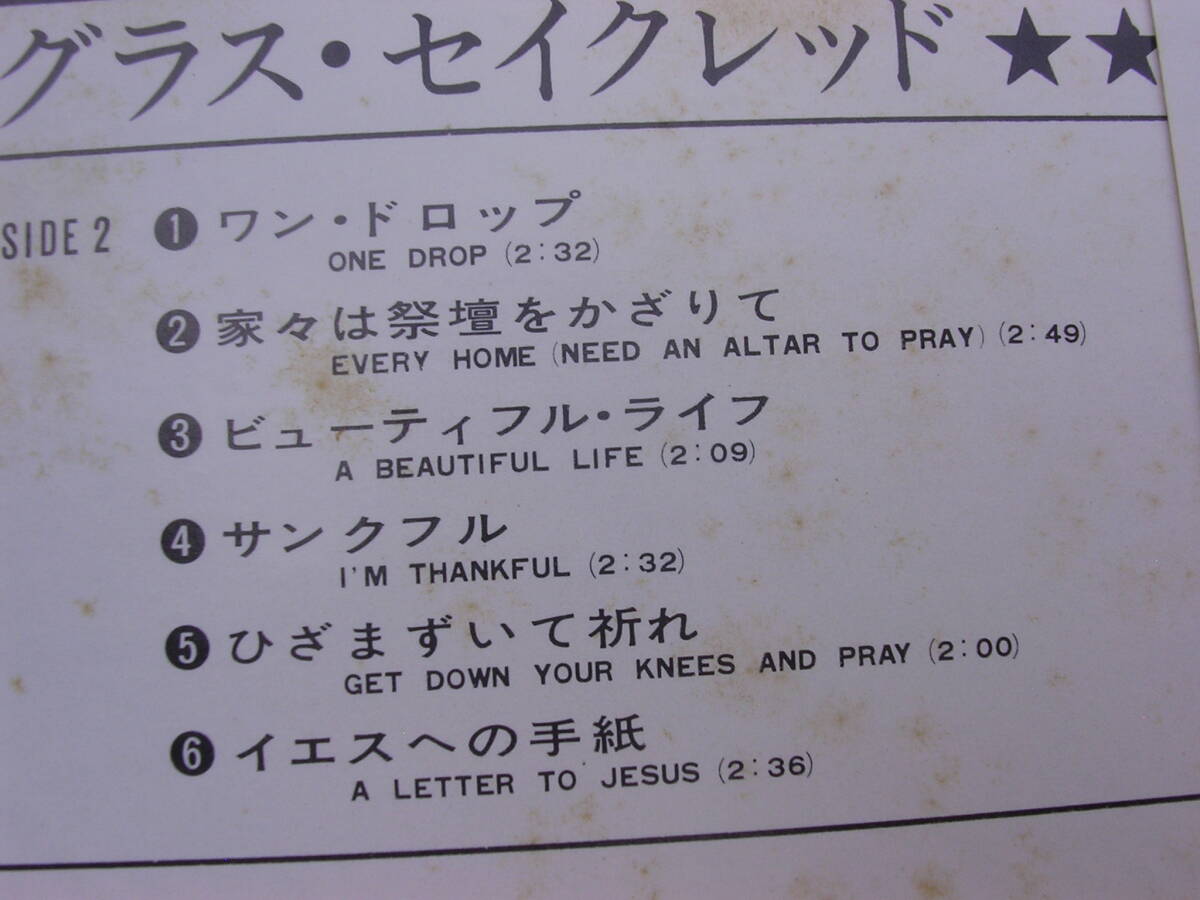 グラス・セイクレッド ★★
SIDE 2 ❶ ワン・ドロップ
ONE DROP (2:32)
❷ 家々は祭壇をかざりて
EVERY HOME (NEED AN ALTAR TO PRAY) (2:49)
❸ ビューティフル・ライフ
A BEAUTIFUL LIFE (2:09)
❹ サンクフル
I'M THANKFUL (2:32)
❺ ひざまずいて祈れ
GET DOWN YOUR KNEES AND PRAY (2:00)
❻ イエスへの手紙
A LETTER TO JESUS (2:36)